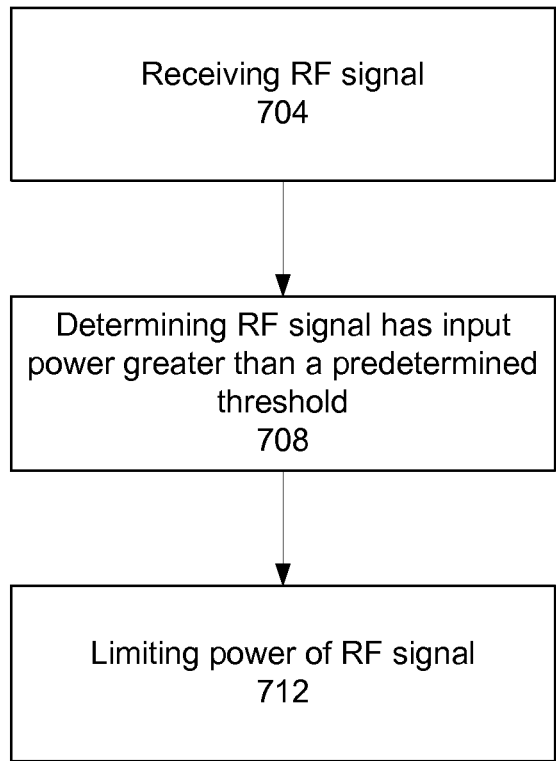 Receiving RF signal
704
Determining RF signal has input
power greater than a predetermined
threshold
708
Limiting power of RF signal
712